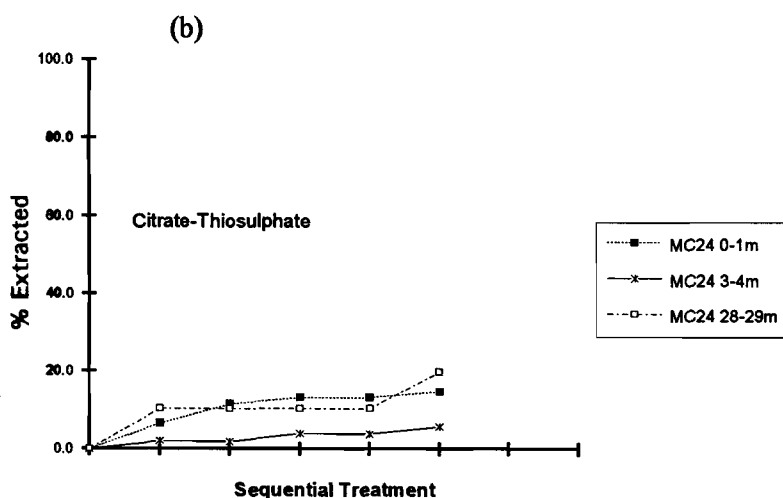 (b)
100.0
80.0
Citrate-Thiosulphate
60.0
% Extracted
40.0
20.0
0.0
MC24 0-1m
MC24 3-4m
MC24 28-29m
Sequential Treatment